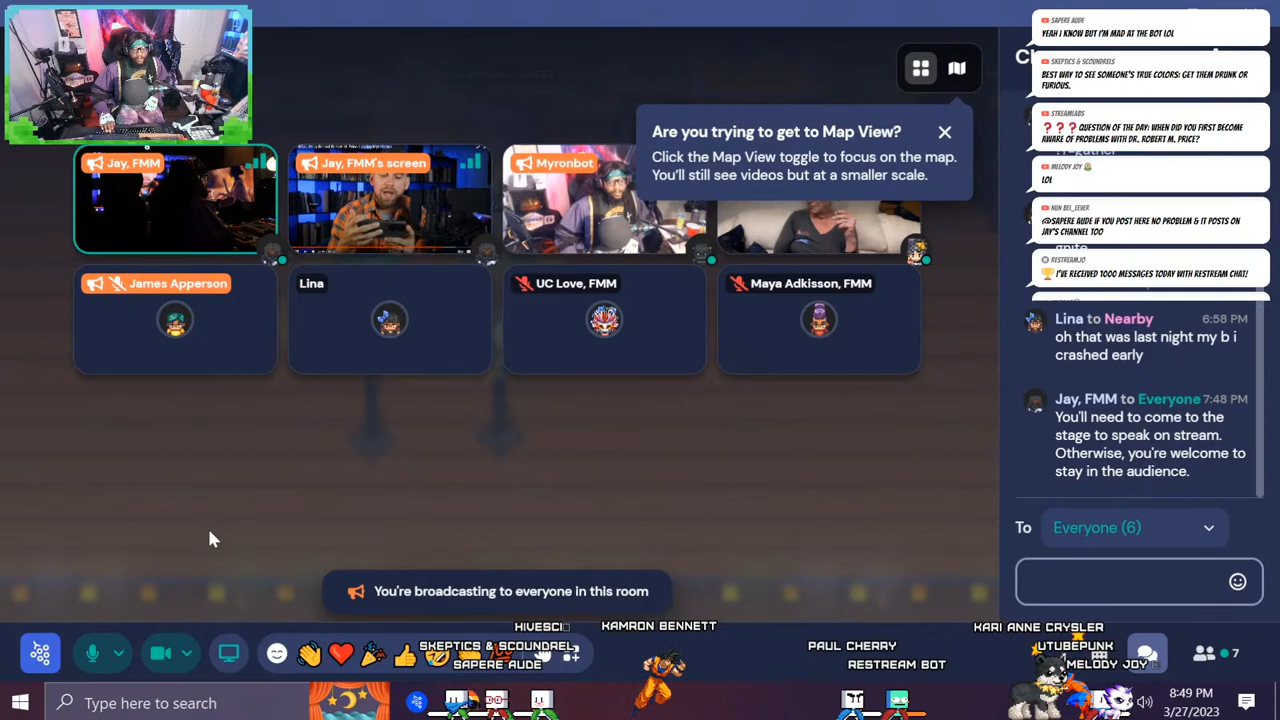 SAPERE AUDE
YEAH I KNOW BUT I'M MAD AT THE BOT LOL
SKEPTICS & SCOUNDRELS
BEST WAY TO SEE SOMEONE'S TRUE COLORS: GET THEM DRUNK OR
FURIOUS.
STREAMLABS
❓❓❓QUESTION OF THE DAY: WHEN DID YOU FIRST BECOME
AWARE OF PROBLEMS WITH DR. ROBERT M. PRICE?
MELODY JOY
LOL
NUN BEI_EEVER
@SAPERE AUDE IF YOU POST HERE NO PROBLEM & IT POSTS ON
JAY'S CHANNEL TOO
RESTREAM.IO
🏆 I'VE RECEIVED 1000 MESSAGES TODAY WITH RESTREAM CHAT!
Are you trying to get to Map View?
Click the Map View toggle to focus on the map.
You'll still see videos but at a smaller scale.
Jay, FMM
Jay, FMM's screen
Myronbot
James Apperson
Lina
UC Love, FMM
Maya Adkisson, FMM
Lina to Nearby 6:58 PM
oh that was last night my b i
crashed early
Jay, FMM to Everyone 7:48 PM
You'll need to come to the
stage to speak on stream.
Otherwise, you're welcome to
stay in the audience.
To Everyone (6)
You're broadcasting to everyone in this room
KAMRON BENNETT
KARI ANNE CRYSLER
SKEPTICS & SCOUNDREL
PAUL CHERRY
UTUBEPUNK
SAPERE AUDE
RESTREAM BOT
MELODY JOY
7
Type here to search
8:49 PM
3/27/2023